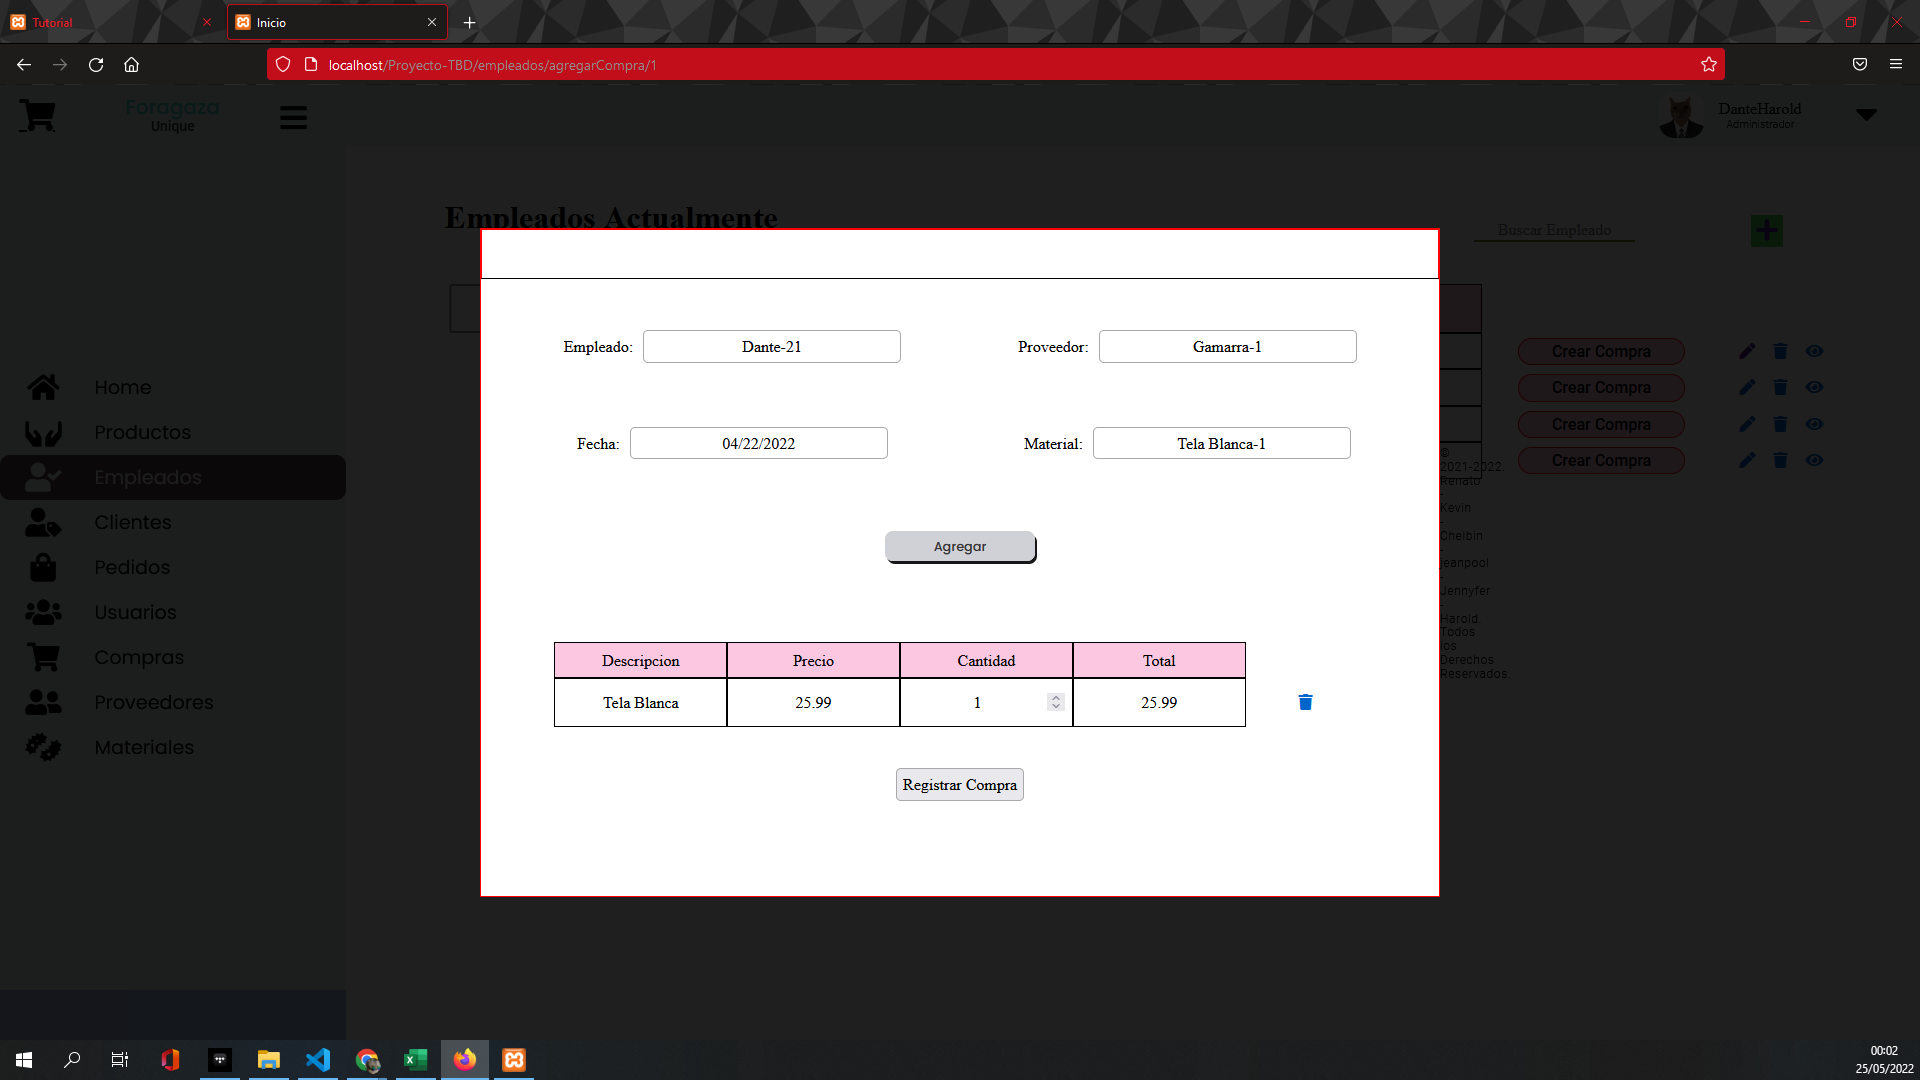 Tutorial
Inicio
localhost/Proyecto-TBD/empleados/agregarCompra/1
Foragaza
Unique
DanteHarold
Administrador
Empleados Actualmente
Buscar Empleado
Home
Productos
Empleados
Clientes
Pedidos
Usuarios
Compras
Proveedores
Materiales
Empleado: Dante-21 Proveedor: Gamarra-1
Fecha: 04/22/2022 Material: Tela Blanca-1
Agregar
Descripcion Precio Cantidad Total
Tela Blanca 25.99 1 25.99
Registrar Compra
Crear Compra
Crear Compra
Crear Compra
Crear Compra
©
2021-2022.
Renato
-
Kevin
-
Chelbin
-
Jeanpool
-
Jennyfer
-
Harold.
Todos
los
Derechos
Reservados.
00:02
25/05/2022